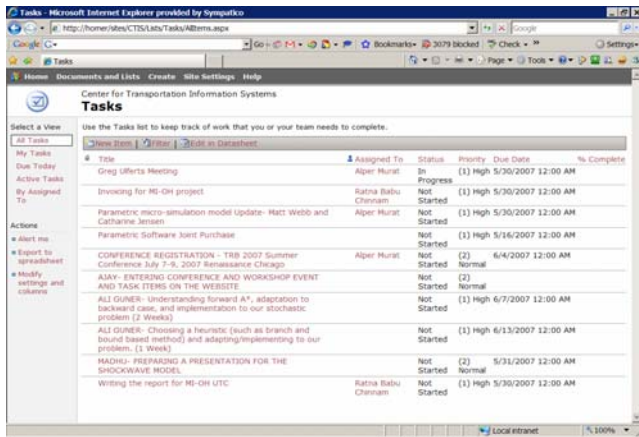 Tasks - Microsoft Internet Explorer provided by Sympatico
http://homer/sites/CTIS/Lists/Tasks/AllItems.aspx
Google
Google G Go Bookmarks 3079 blocked Check Settings
Tasks Page Tools
Home Documents and Lists Create Site Settings Help
Center for Transportation Information Systems
Tasks
Select a View
All Tasks
My Tasks
Due Today
Active Tasks
By Assigned
To
Actions
Alert me
Export to
spreadsheet
Modify
settings and
columns
Use the Tasks list to keep track of work that you or your team needs to complete.
New Item | Filter | Edit in Datasheet
Title Assigned To Status Priority Due Date % Complete
Greg Ulferts Meeting Alper Murat In Progress (1) High 5/30/2007 12:00 AM
Invoicing for MI-OH project Ratna Babu Chinnam Not Started (1) High 5/30/2007 12:00 AM
Parametric micro-simulation model Update- Matt Webb and Alper Murat Not (1) High 5/30/2007 12:00 AM
Catharine Jensen Started
Parametric Software Joint Purchase Not Started (1) High 5/16/2007 12:00 AM
CONFERENCE REGISTRATION - TRB 2007 Summer Alper Murat Not (2) 6/4/2007 12:00 AM
Conference July 7-9, 2007 Renaissance Chicago Started Normal
AJAY- ENTERING CONFERENCE AND WORKSHOP EVENT Not (2)
AND TASK ITEMS ON THE WEBSITE Started Normal
ALI GUNER- Understanding forward A*, adaptation to Not (1) High 6/7/2007 12:00 AM
backward case, and implementation to our stochastic Started
problem (2 Weeks)
ALI GUNER- Choosing a heuristic (such as branch and Not (1) High 6/13/2007 12:00 AM
bound based method) and adapting/implementing to our Started
problem. (1 Week)
MADHU- PREPARING A PRESENTATION FOR THE Not (2) 5/31/2007 12:00 AM
SHOCKWAVE MODEL Started Normal
Writing the report for MI-OH UTC Ratna Babu Not (1) High 5/30/2007 12:00 AM
Chinnam Started
Local intranet 100%